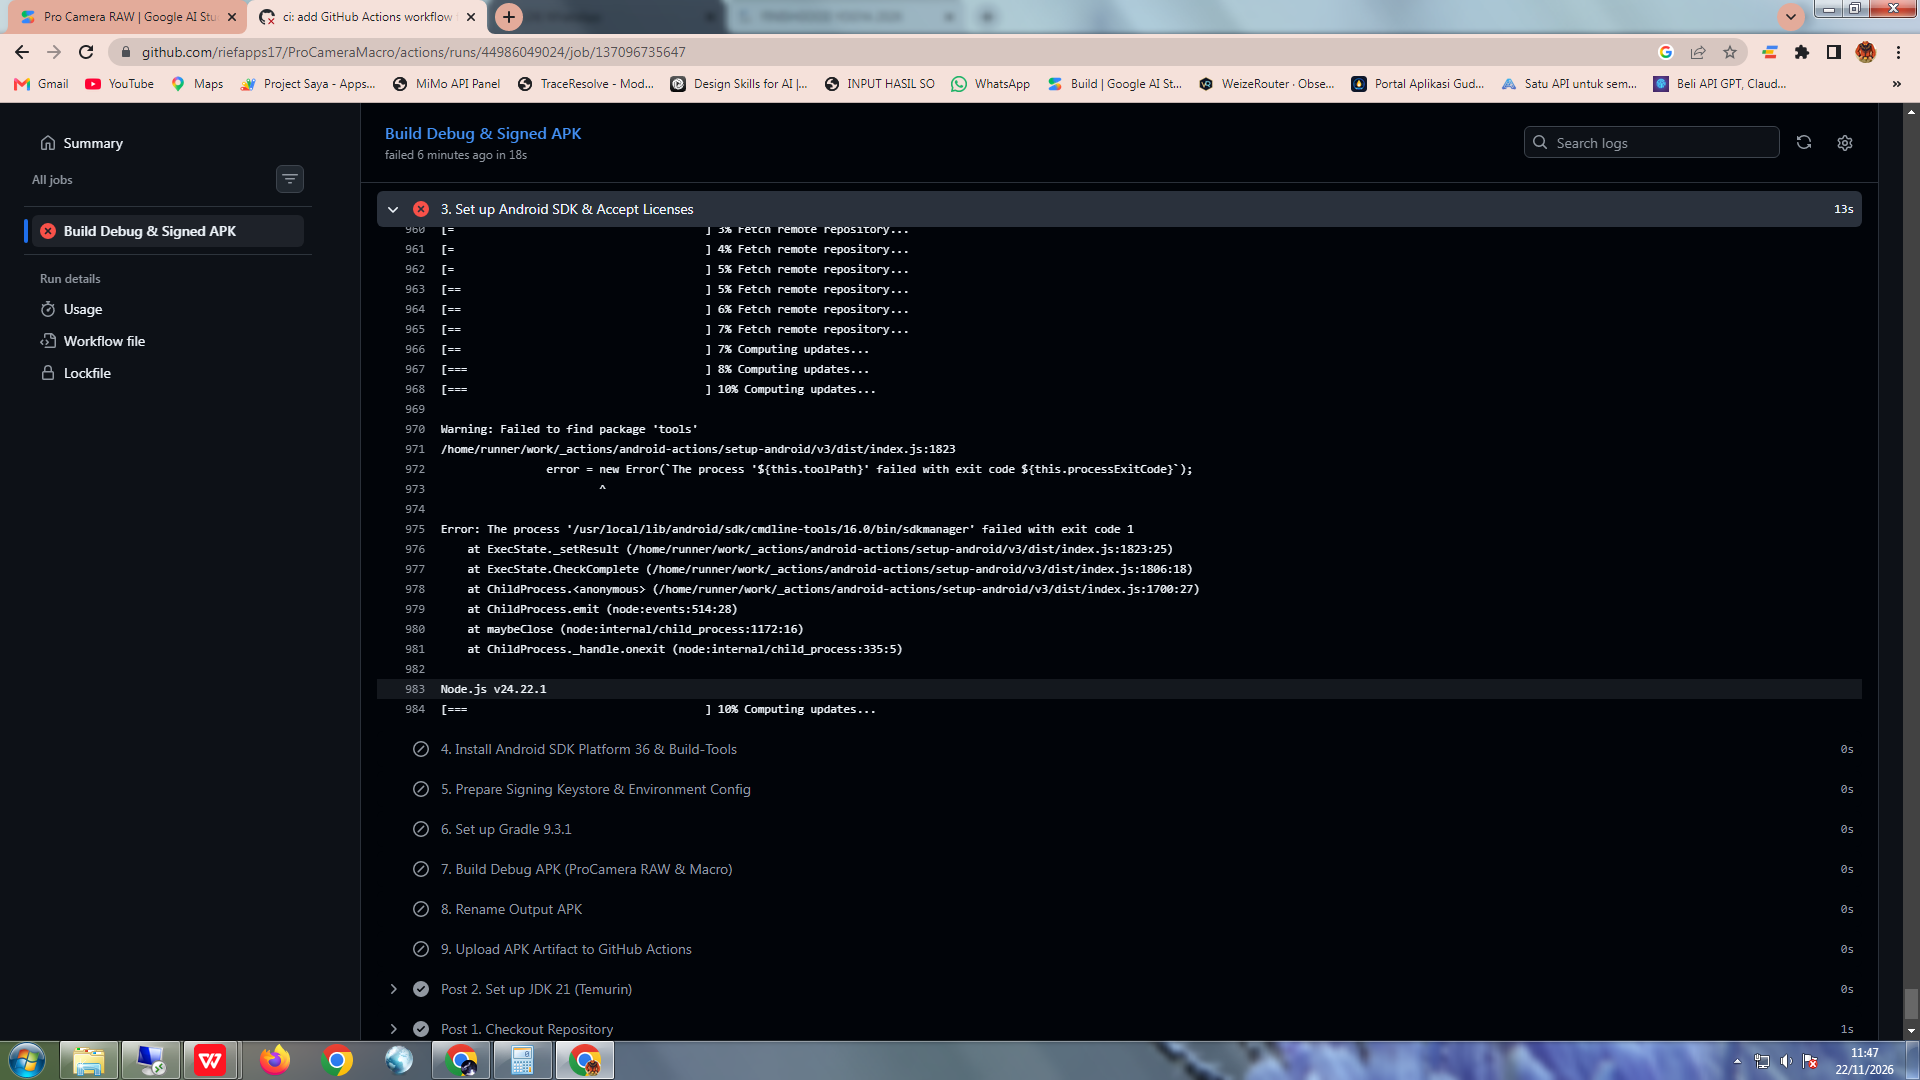 Pro Camera RAW | Google AI Stu
ci: add GitHub Actions workflow
github.com/riefapps17/ProCameraMacro/actions/runs/44986049024/job/137096735647
Gmail
YouTube
Maps
Project Saya - Apps...
MiMo API Panel
TraceResolve - Mod...
Design Skills for AI |...
INPUT HASIL SO
WhatsApp
Build | Google AI St...
WeizeRouter · Obse...
Portal Aplikasi Gud...
Satu API untuk sem...
Beli API GPT, Claud...
»
Summary
All jobs
Build Debug & Signed APK
Run details
Usage
Workflow file
Lockfile
Build Debug & Signed APK
failed 6 minutes ago in 18s
Search logs
3. Set up Android SDK & Accept Licenses 13s
960 [= ] 3% Fetch remote repository...
961 [= ] 4% Fetch remote repository...
962 [= ] 5% Fetch remote repository...
963 [== ] 5% Fetch remote repository...
964 [== ] 6% Fetch remote repository...
965 [== ] 7% Fetch remote repository...
966 [== ] 7% Computing updates...
967 [=== ] 8% Computing updates...
968 [=== ] 10% Computing updates...
969
970 Warning: Failed to find package 'tools'
971 /home/runner/work/_actions/android-actions/setup-android/v3/dist/index.js:1823
972 error = new Error(`The process '${this.toolPath}' failed with exit code ${this.processExitCode}`);
973 ^
974
975 Error: The process '/usr/local/lib/android/sdk/cmdline-tools/16.0/bin/sdkmanager' failed with exit code 1
976 at ExecState._setResult (/home/runner/work/_actions/android-actions/setup-android/v3/dist/index.js:1823:25)
977 at ExecState.CheckComplete (/home/runner/work/_actions/android-actions/setup-android/v3/dist/index.js:1806:18)
978 at ChildProcess.<anonymous> (/home/runner/work/_actions/android-actions/setup-android/v3/dist/index.js:1700:27)
979 at ChildProcess.emit (node:events:514:28)
980 at maybeClose (node:internal/child_process:1172:16)
981 at ChildProcess._handle.onexit (node:internal/child_process:335:5)
982
983 Node.js v24.22.1
984 [=== ] 10% Computing updates...
4. Install Android SDK Platform 36 & Build-Tools 0s
5. Prepare Signing Keystore & Environment Config 0s
6. Set up Gradle 9.3.1 0s
7. Build Debug APK (ProCamera RAW & Macro) 0s
8. Rename Output APK 0s
9. Upload APK Artifact to GitHub Actions 0s
Post 2. Set up JDK 21 (Temurin) 0s
Post 1. Checkout Repository 1s
11:47
22/11/2026